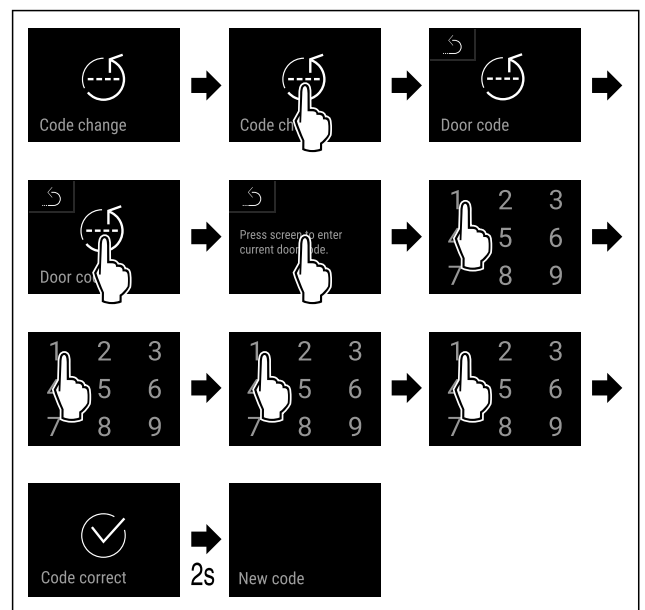 Code change
Code ch
Door code
Door co
Press screen to enter
current door de.
1 2 3
5 6
7 8 9
1 2 3
5 6
7 8 9
1 2 3
5 6
7 8 9
1 2 3
5 6
7 8 9
Code correct
2s
New code